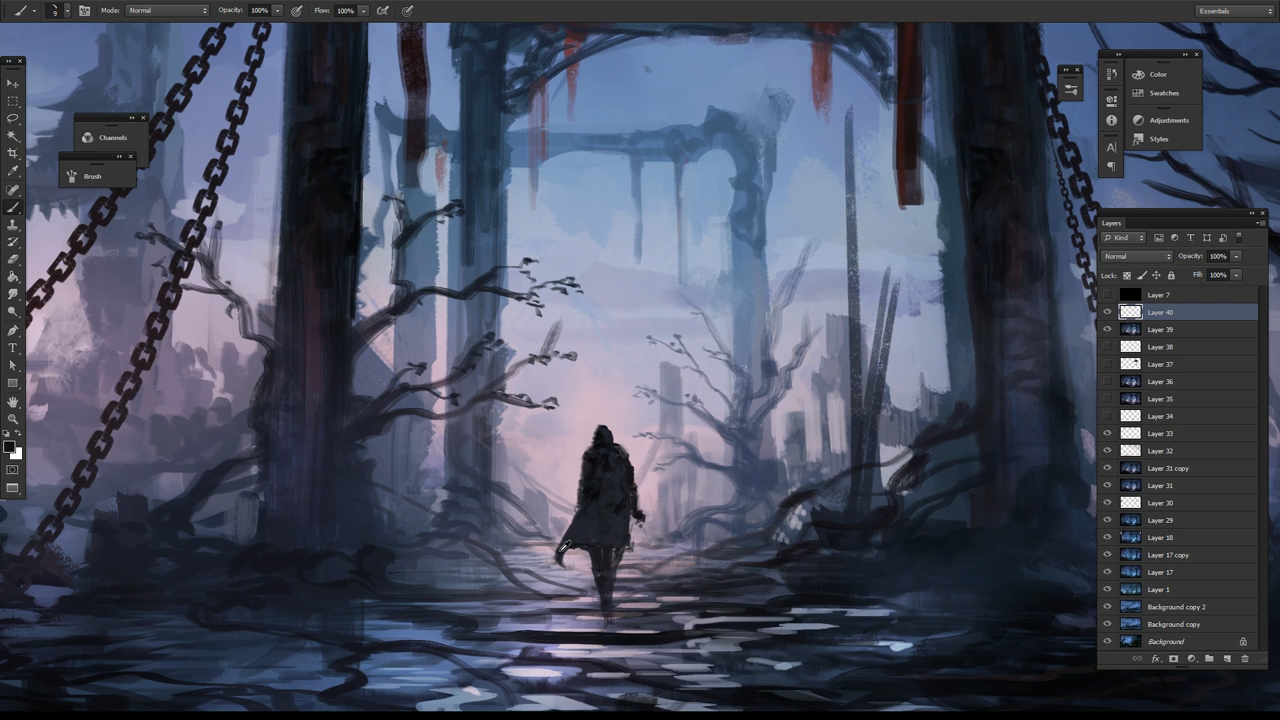 Mode: Normal Opacity: 100% Flow: 100% Essentials
9
Channels
Brush
Color
Swatches
Adjustments
Styles
Layers
Kind
Normal Opacity: 100%
Lock: Fill: 100%
Layer 7
Layer 40
Layer 39
Layer 38
Layer 37
Layer 36
Layer 35
Layer 34
Layer 33
Layer 32
Layer 31 copy
Layer 31
Layer 30
Layer 29
Layer 18
Layer 17 copy
Layer 17
Layer 1
Background copy 2
Background copy
Background